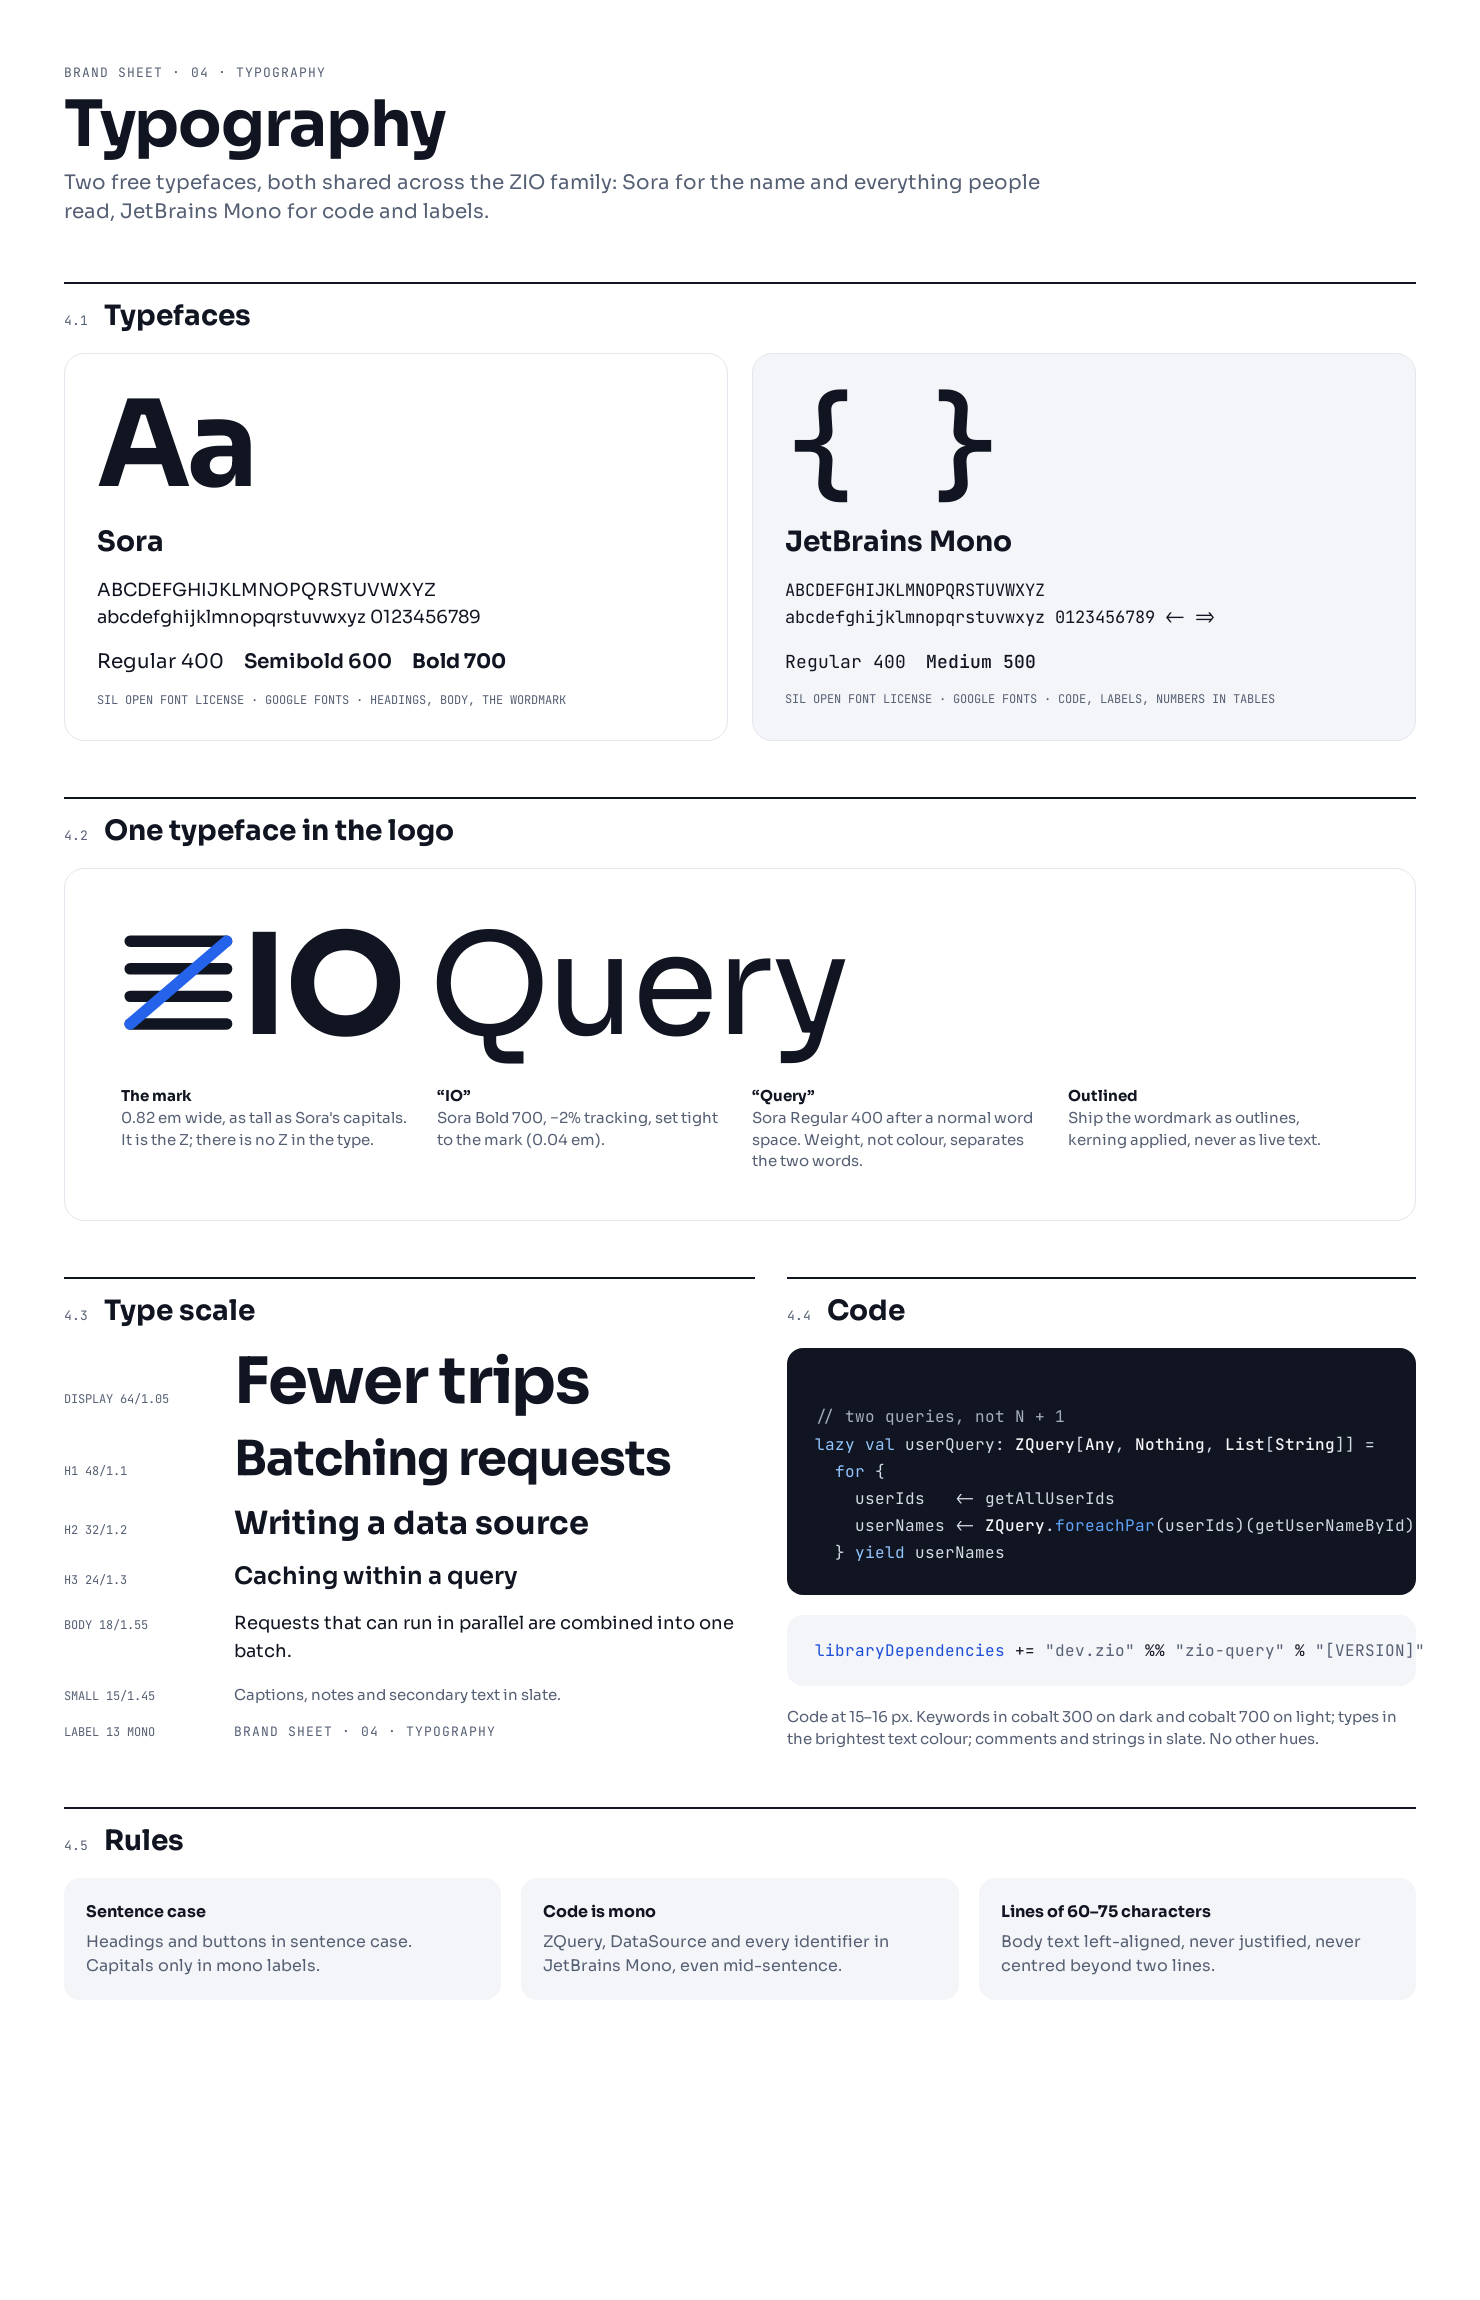 BRAND SHEET · 04 · TYPOGRAPHY
Typography
Two free typefaces, both shared across the ZIO family: Sora for the name and everything people
read, JetBrains Mono for code and labels.
4.1 Typefaces
Aa
Sora
ABCDEFGHIJKLMNOPQRSTUVWXYZ
abcdefghijklmnopqrstuvwxyz 0123456789
Regular 400 Semibold 600 Bold 700
SIL OPEN FONT LICENSE · GOOGLE FONTS · HEADINGS, BODY, THE WORDMARK
{ }
JetBrains Mono
ABCDEFGHIJKLMNOPQRSTUVWXYZ
abcdefghijklmnopqrstuvwxyz 0123456789 <- =>
Regular 400 Medium 500
SIL OPEN FONT LICENSE · GOOGLE FONTS · CODE, LABELS, NUMBERS IN TABLES
4.2 One typeface in the logo
ZIO Query
The mark
0.82 em wide, as tall as Sora's capitals.
It is the Z; there is no Z in the type.
“IO”
Sora Bold 700, −2% tracking, set tight
to the mark (0.04 em).
“Query”
Sora Regular 400 after a normal word
space. Weight, not colour, separates
the two words.
Outlined
Ship the wordmark as outlines,
kerning applied, never as live text.
4.3 Type scale
DISPLAY 64/1.05 Fewer trips
H1 48/1.1 Batching requests
H2 32/1.2 Writing a data source
H3 24/1.3 Caching within a query
BODY 18/1.55 Requests that can run in parallel are combined into one
batch.
SMALL 15/1.45 Captions, notes and secondary text in slate.
LABEL 13 MONO BRAND SHEET · 04 · TYPOGRAPHY
4.4 Code
// two queries, not N + 1
lazy val userQuery: ZQuery[Any, Nothing, List[String]] =
  for {
    userIds   <- getAllUserIds
    userNames <- ZQuery.foreachPar(userIds)(getUserNameById)
  } yield userNames
libraryDependencies += "dev.zio" %% "zio-query" % "[VERSION]"
Code at 15–16 px. Keywords in cobalt 300 on dark and cobalt 700 on light; types in
the brightest text colour; comments and strings in slate. No other hues.
4.5 Rules
Sentence case
Headings and buttons in sentence case.
Capitals only in mono labels.
Code is mono
ZQuery, DataSource and every identifier in
JetBrains Mono, even mid-sentence.
Lines of 60–75 characters
Body text left-aligned, never justified, never
centred beyond two lines.